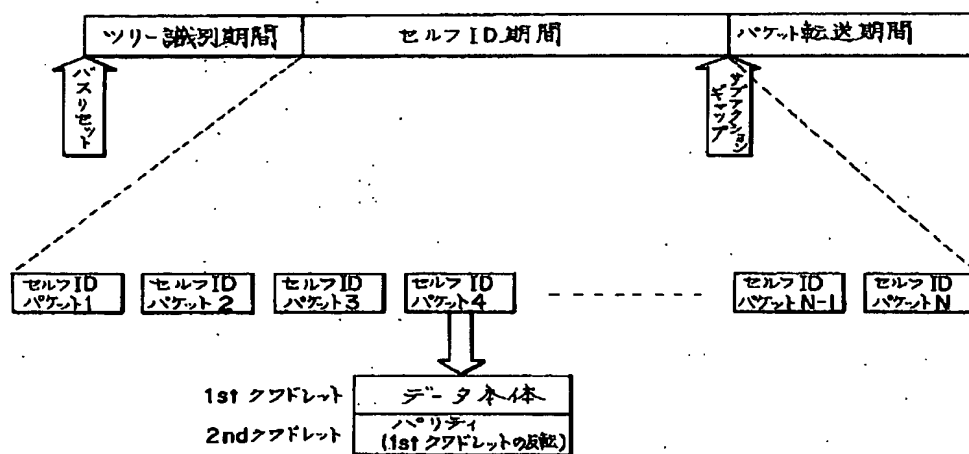 ツリー識別期間
セルフID期間
パケット転送期間
バスリセット
サブアクション
ギャップ
セルフID
パケット1
セルフID
パケット2
セルフID
パケット3
セルフID
パケット4
セルフID
パケットN-1
セルフID
パケットN
1st クワドレット
データ本体
2ndクワドレット
パリティ
(1stクワドレットの反転)